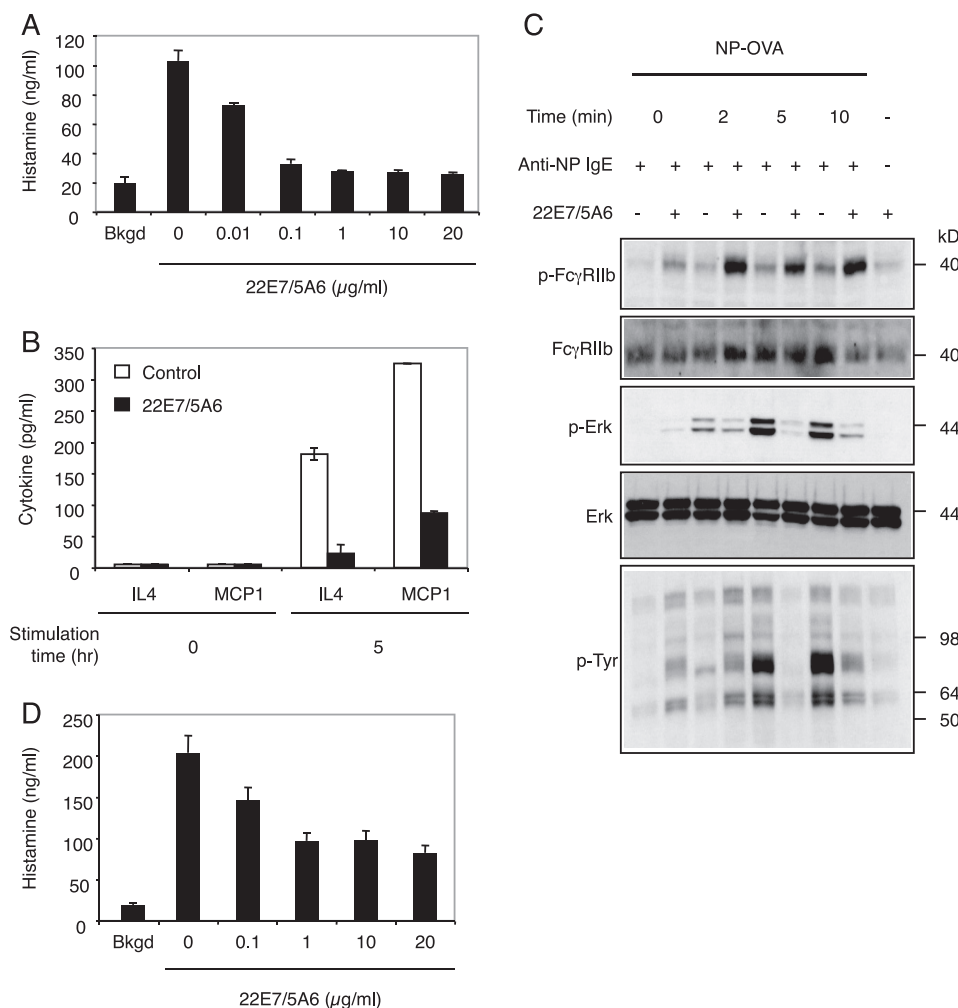 A
Histamine (ng/ml)
120
100
80
60
40
20
0
Bkgd 0 0.01 0.1 1 10 20
22E7/5A6 (µg/ml)
B
Cytokine (pg/ml)
350
300
250
200
150
100
50
0
Control
22E7/5A6
IL4 MCP1 IL4 MCP1
Stimulation
time (hr)
0 5
D
Histamine (ng/ml)
250
200
150
100
50
0
Bkgd 0 0.1 1 10 20
22E7/5A6 (µg/ml)
C
NP-OVA
Time (min) 0 2 5 10 -
Anti-NP IgE + + + + + + + + -
22E7/5A6 - + - + - + - + +
kD
p-FcγRIIb 40
FcγRIIb 40
p-Erk 44
Erk 44
p-Tyr
98
64
50